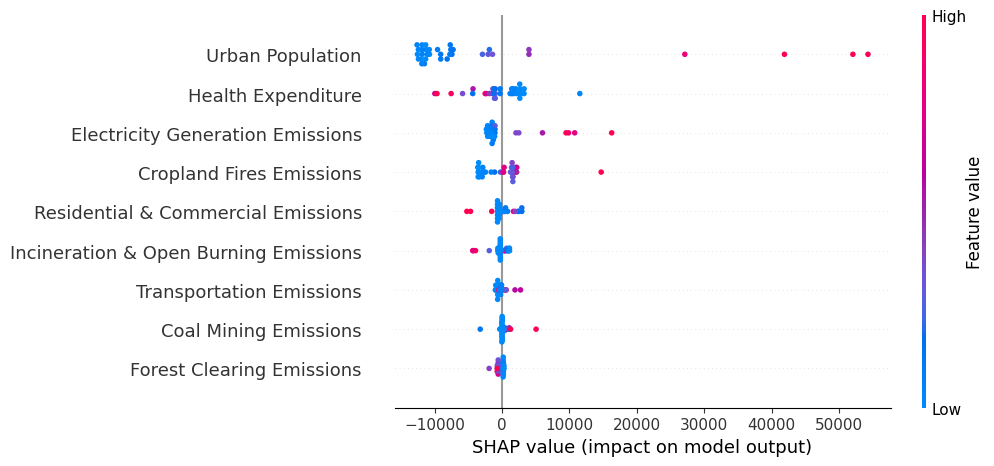 High
Urban Population
Health Expenditure
Electricity Generation Emissions
Cropland Fires Emissions
Residential & Commercial Emissions
Incineration & Open Burning Emissions
Transportation Emissions
Coal Mining Emissions
Forest Clearing Emissions
Feature value
Low
−10000 0 10000 20000 30000 40000 50000
SHAP value (impact on model output)